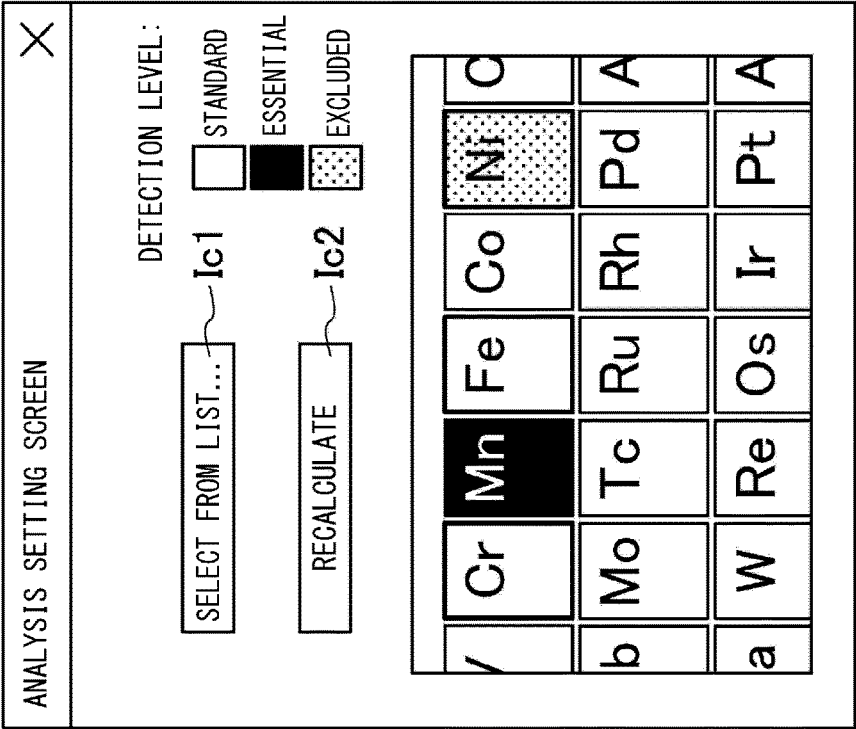 ANALYSIS SETTING SCREEN
DETECTION LEVEL:
SELECT FROM LIST...
Ic1
STANDARD
ESSENTIAL
RECALCULATE
Ic2
EXCLUDED
Cr Mn Fe Co Ni
b Mo Tc Ru Rh Pd A
a W Re Os Ir Pt A